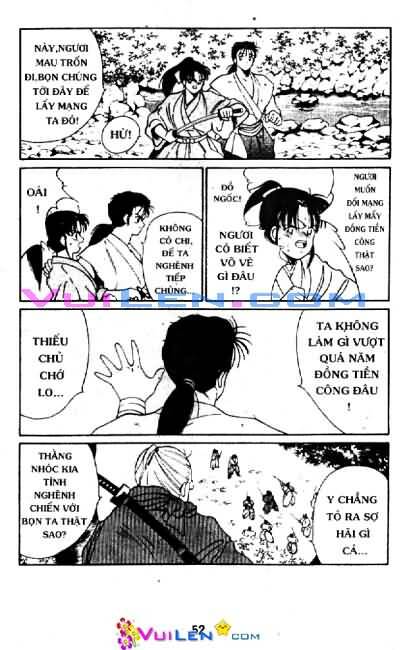 NÀY,NGƯƠI
MAU TRỐN
ĐI,BỌN CHÚNG
TỚI ĐÂY ĐỂ
LẤY MẠNG
TA ĐÓ!
HỪ!
OÁI
!
KHÔNG
CÓ CHI,
ĐỂ TA
NGHÊNH
TIẾP
CHÚNG...
NGƯƠI
MUỐN
ĐỔI MẠNG
LẤY MẤY
ĐỒNG TIỀN
CÔNG
THẬT
SAO?
ĐỒ
NGỐC!
NGƯƠI
CÓ BIẾT
VÕ VẼ
GÌ ĐÂU
!?
VUILEN.COM
THIẾU
CHỦ
CHỚ
LO...
TA KHÔNG
LÀM GÌ VƯỢT
QUÁ NĂM
ĐỒNG TIỀN
CÔNG ĐÂU
!
THẰNG
NHÓC KIA
TÍNH
NGHÊNH
CHIẾN VỚI
BỌN TA THẬT
SAO?
Y CHẲNG
TỎ RA SỢ
HÃI GÌ
CẢ...
52
VUILEN.COM